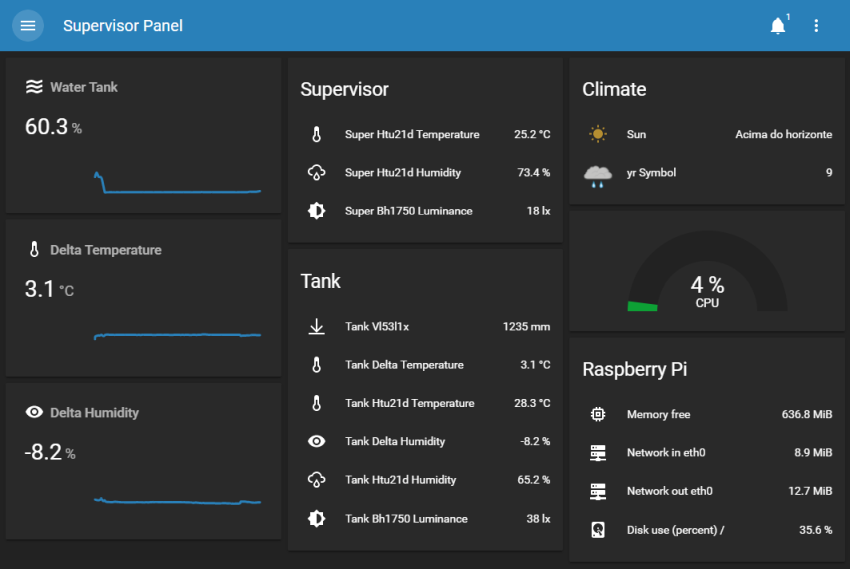 Supervisor Panel
1
Water Tank
60.3 %
Delta Temperature
3.1 °C
Delta Humidity
-8.2 %
Supervisor
Super Htu21d Temperature 25.2 °C
Super Htu21d Humidity 73.4 %
Super Bh1750 Luminance 18 lx
Tank
Tank Vl53l1x 1235 mm
Tank Delta Temperature 3.1 °C
Tank Htu21d Temperature 28.3 °C
Tank Delta Humidity -8.2 %
Tank Htu21d Humidity 65.2 %
Tank Bh1750 Luminance 38 lx
Climate
Sun Acima do horizonte
yr Symbol 9
4 %
CPU
Raspberry Pi
Memory free 636.8 MiB
Network in eth0 8.9 MiB
Network out eth0 12.7 MiB
Disk use (percent) / 35.6 %